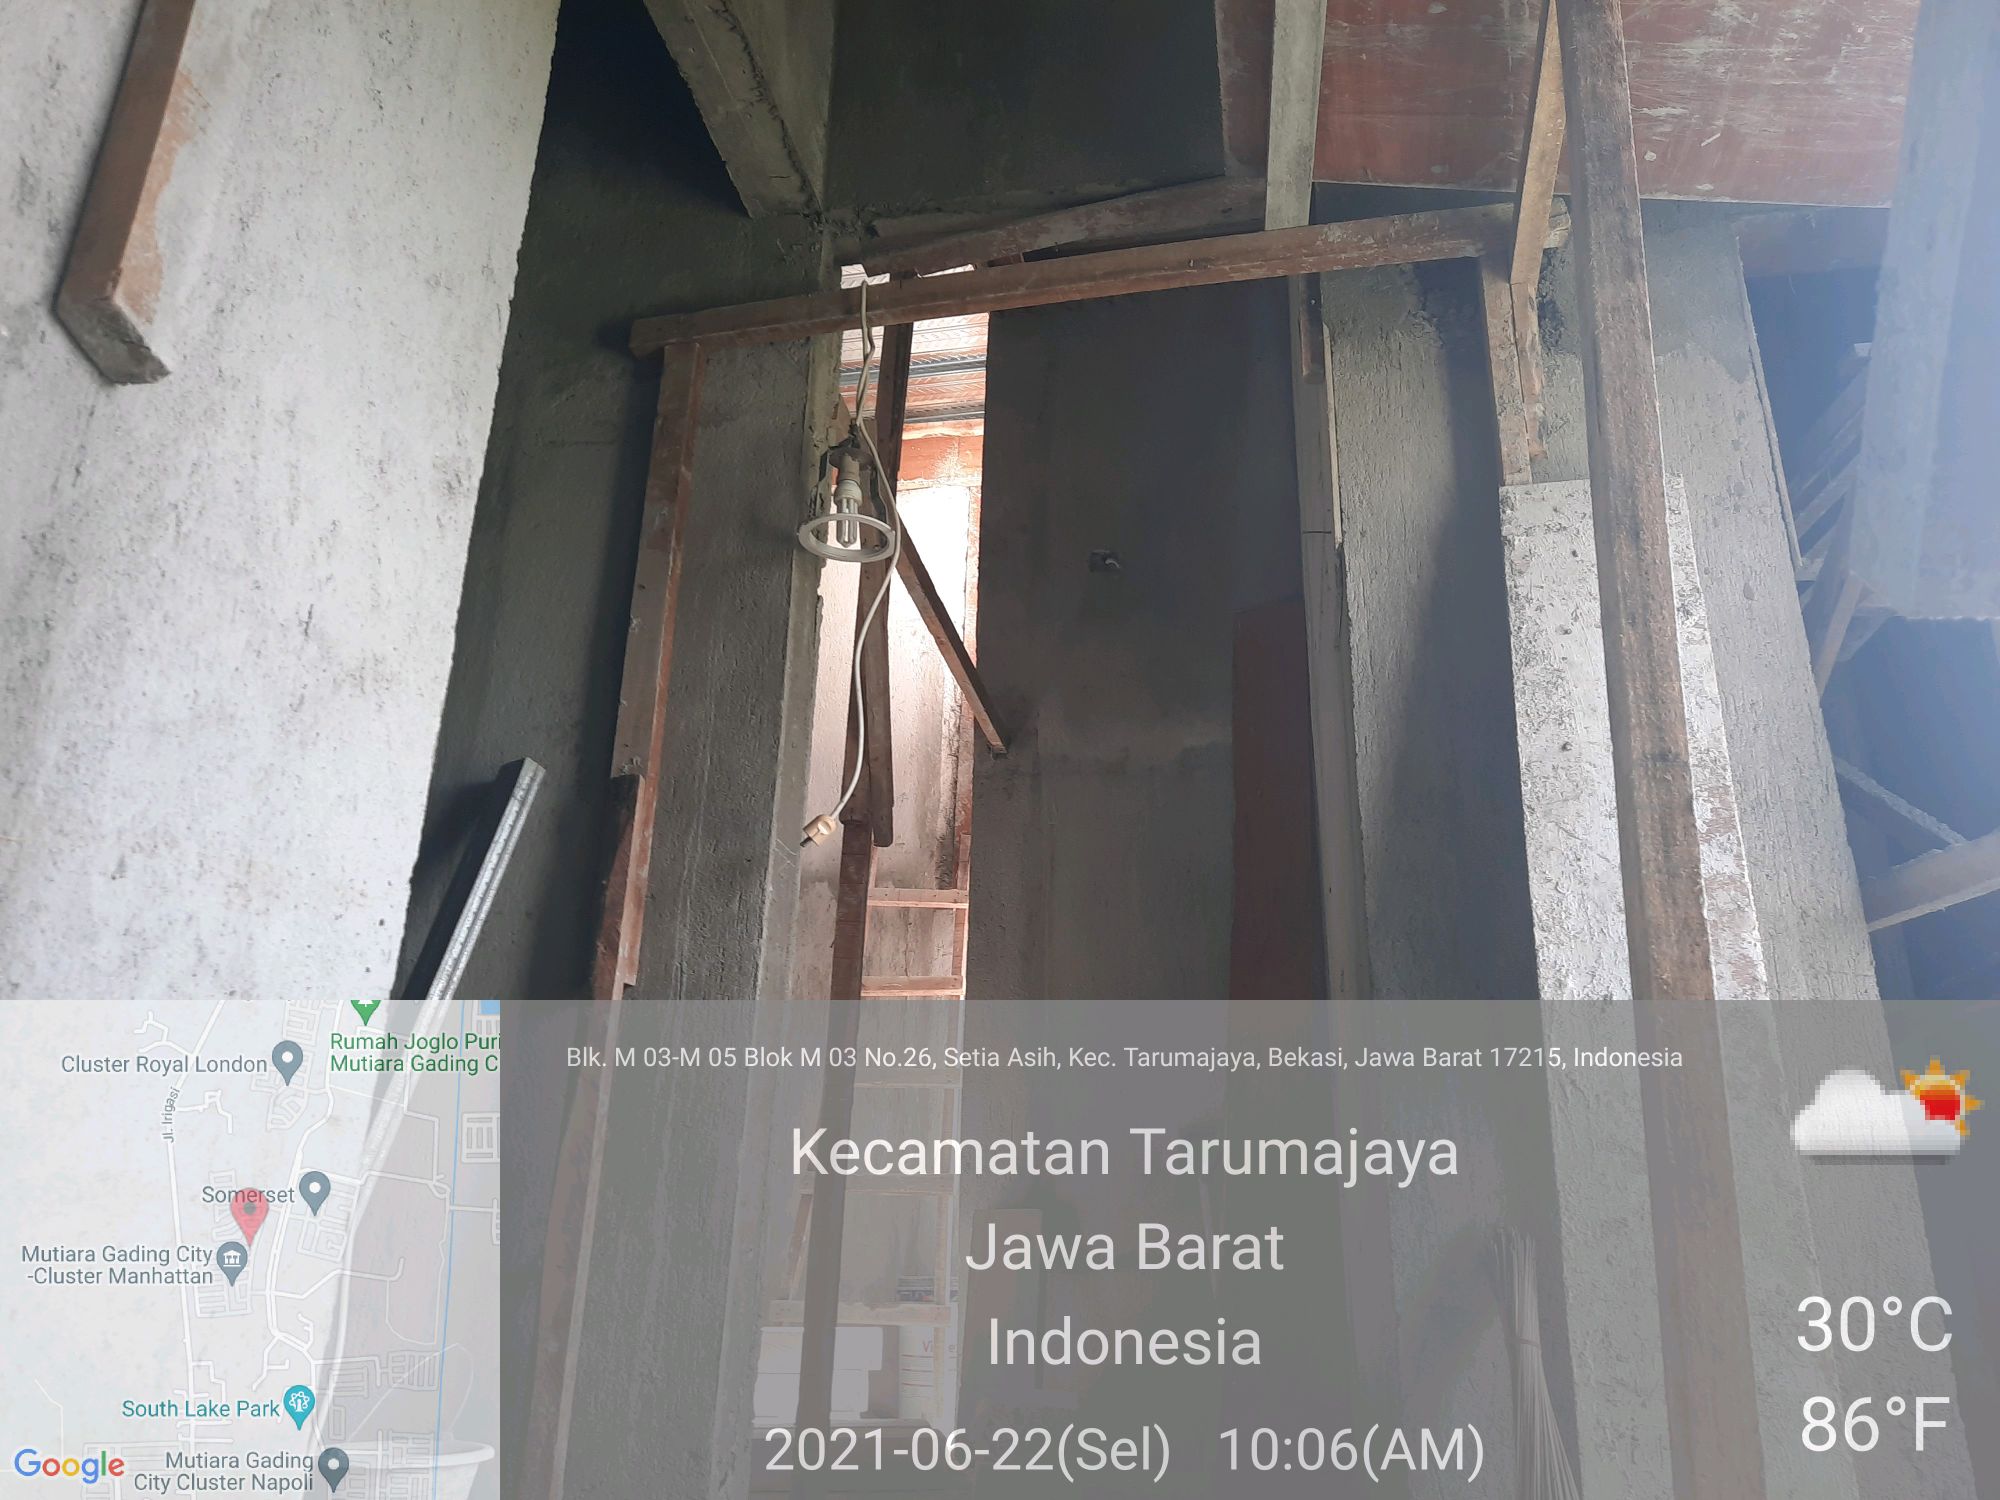 Rumah Joglo Puri
Mutiara Gading C
Cluster Royal London
Jl. Irigasi
Somerset
Mutiara Gading City
-Cluster Manhattan
South Lake Park
Mutiara Gading
City Cluster Napoli
Google
Blk. M 03-M 05 Blok M 03 No.26, Setia Asih, Kec. Tarumajaya, Bekasi, Jawa Barat 17215, Indonesia
Kecamatan Tarumajaya
Jawa Barat
Indonesia
2021-06-22(Sel) 10:06(AM)
30°C
86°F